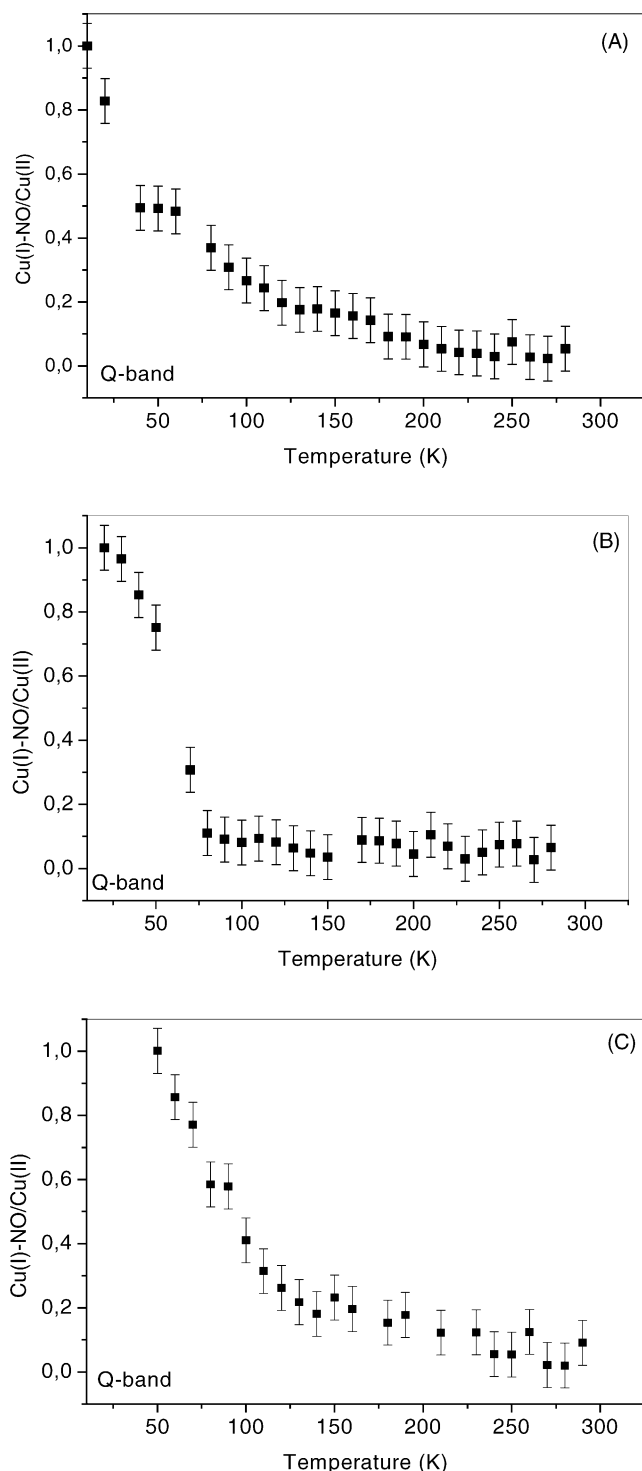 (A)
Cu(I)-NO/Cu(II)
1,0
0,8
0,6
0,4
0,2
0,0
Q-band
50 100 150 200 250 300
Temperature (K)
(B)
Cu(I)-NO/Cu(II)
1,0
0,8
0,6
0,4
0,2
0,0
Q-band
50 100 150 200 250 300
Temperature (K)
(C)
Cu(I)-NO/Cu(II)
1,0
0,8
0,6
0,4
0,2
0,0
Q-band
50 100 150 200 250 300
Temperature (K)